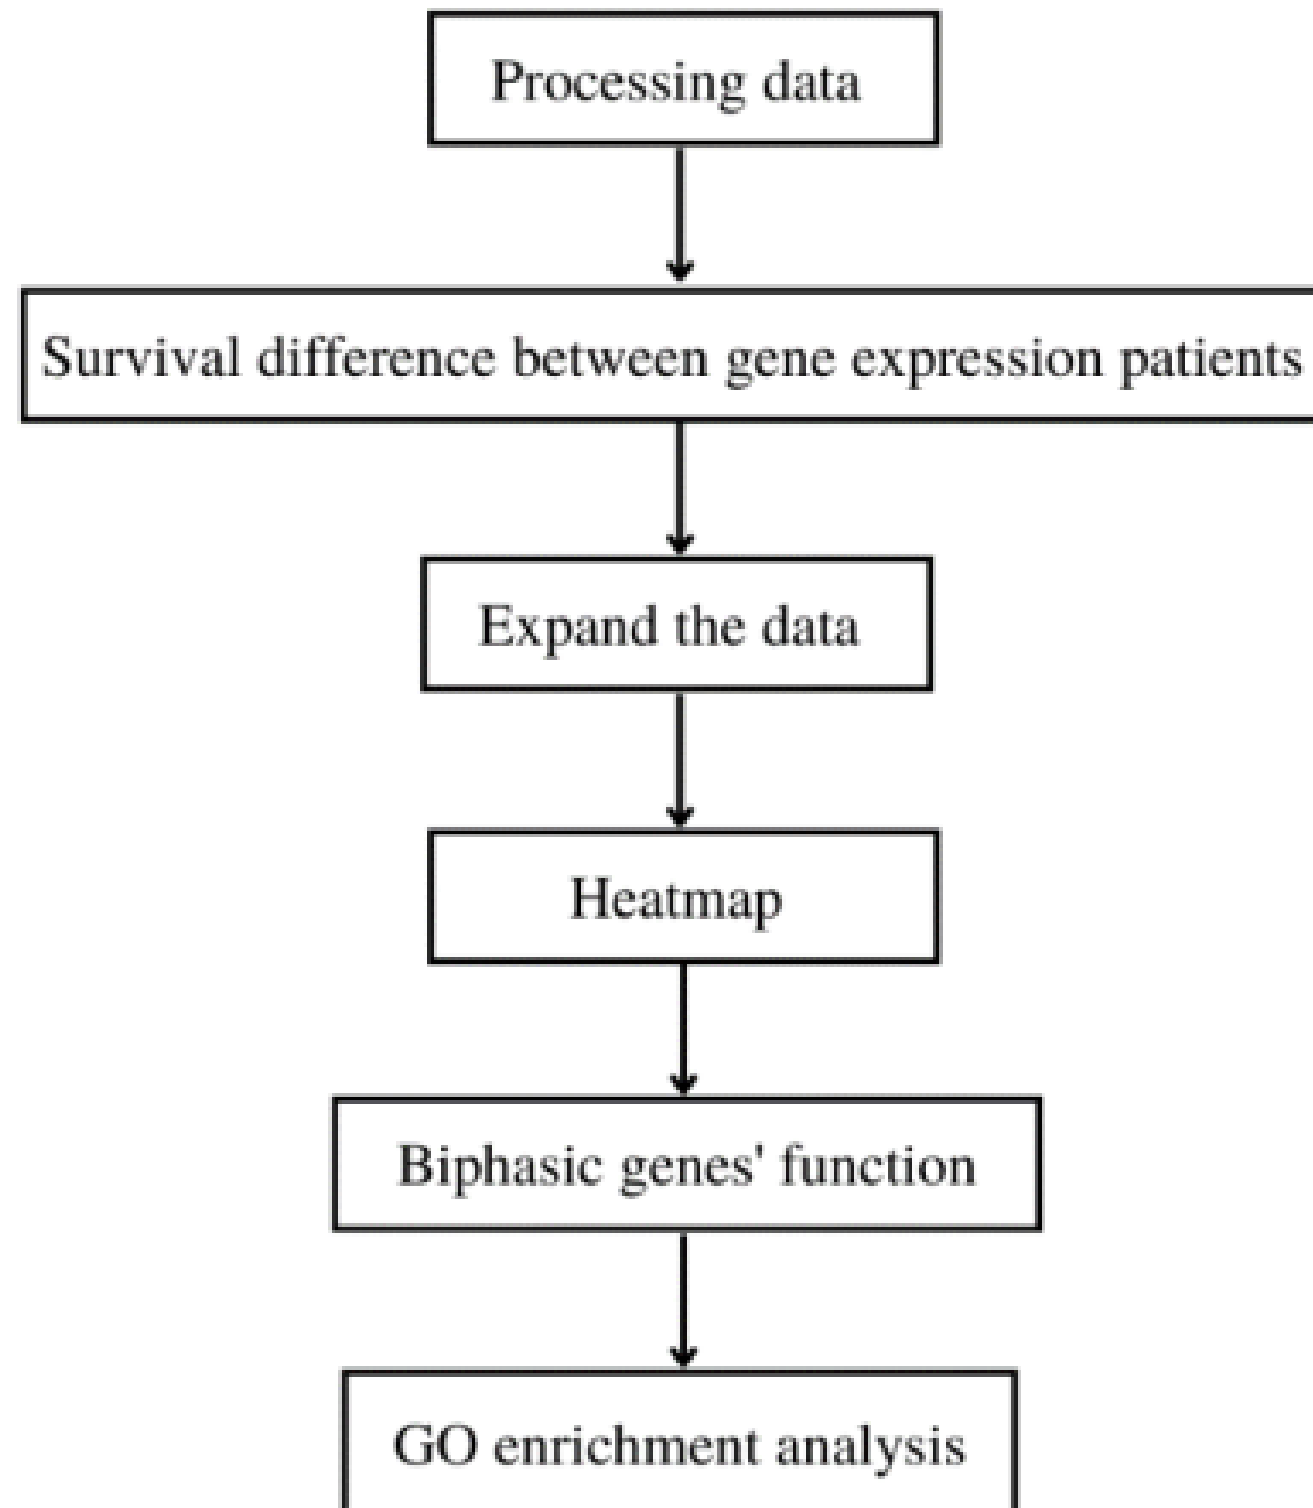 Processing data
Survival difference between gene expression patients
Expand the data
Heatmap
Biphasic genes' function
GO enrichment analysis